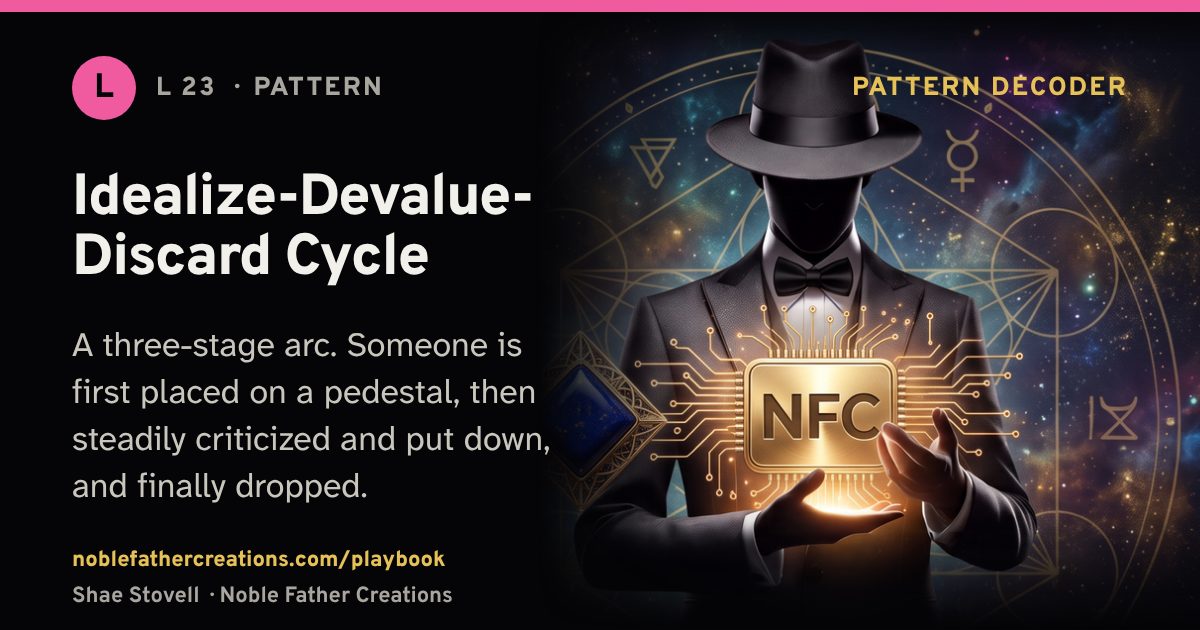 L
L 23 · PATTERN
PATTERN DECODER
Idealize-Devalue-
Discard Cycle
A three-stage arc. Someone is
first placed on a pedestal, then
steadily criticized and put down,
and finally dropped.
NFC
noblefathercreations.com/playbook
Shae Stovell · Noble Father Creations